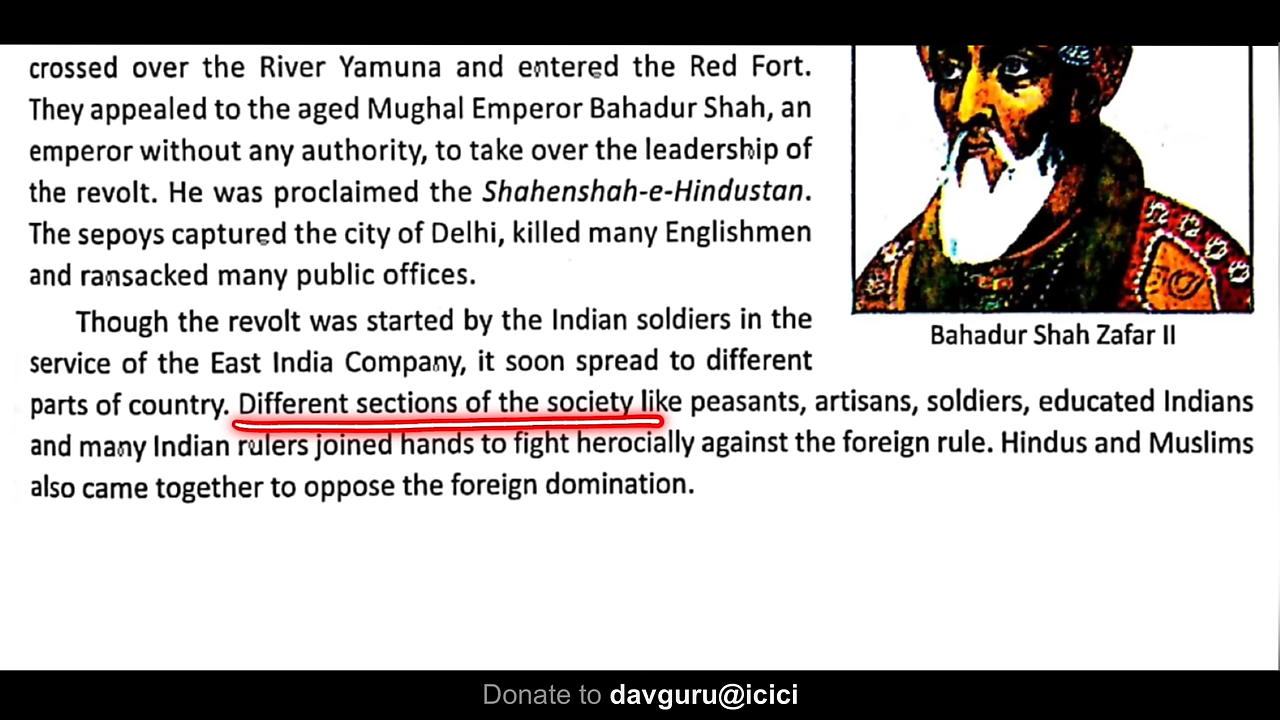 crossed over the River Yamuna and entered the Red Fort.
They appealed to the aged Mughal Emperor Bahadur Shah, an
emperor without any authority, to take over the leadership of
the revolt. He was proclaimed the Shahenshah-e-Hindustan.
The sepoys captured the city of Delhi, killed many Englishmen
and ransacked many public offices.
Though the revolt was started by the Indian soldiers in the
service of the East India Company, it soon spread to different
parts of country. Different sections of the society like peasants, artisans, soldiers, educated Indians
and many Indian rulers joined hands to fight herocially against the foreign rule. Hindus and Muslims
also came together to oppose the foreign domination.
Bahadur Shah Zafar II
Donate to davguru@icici